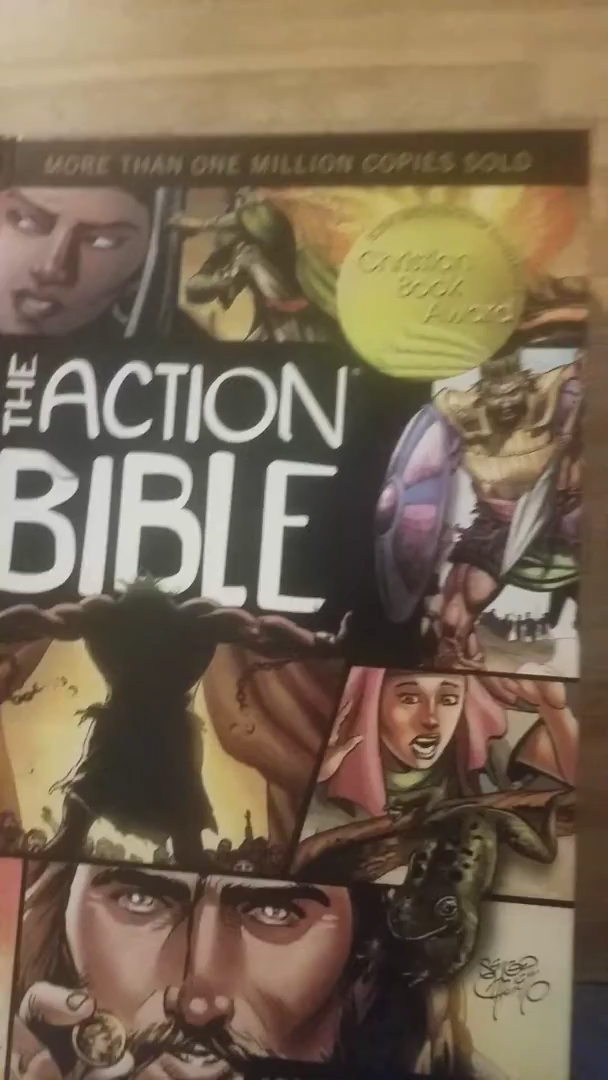 MORE THAN ONE MILLION COPIES SOLD
Christian
Book
Award
THE ACTION
BIBLE